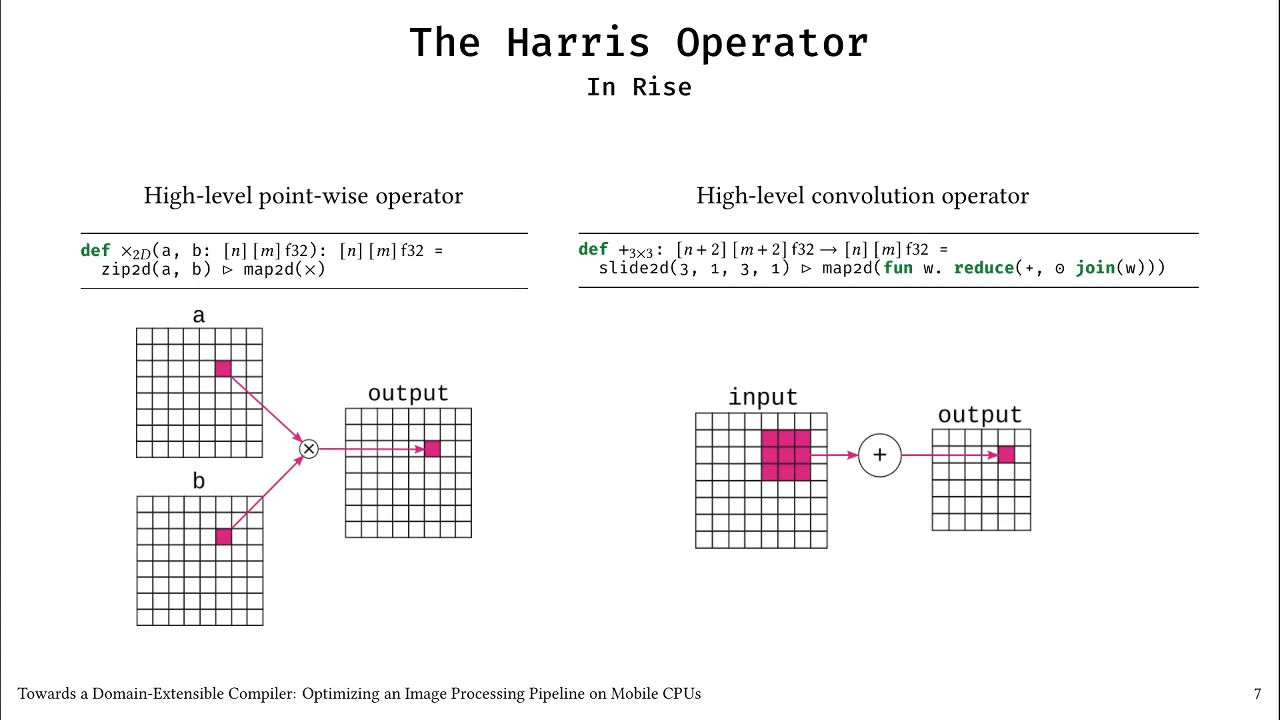 The Harris Operator
In Rise
High-level point-wise operator
def ×2D(a, b: [n][m]f32): [n][m]f32 =
zip2d(a, b) ▷ map2d(×)
a
b
×
output
High-level convolution operator
def +3×3: [n+2][m+2]f32 → [n][m]f32 =
slide2d(3, 1, 3, 1) ▷ map2d(fun w. reduce(+, 0 join(w)))
input
+
output
Towards a Domain-Extensible Compiler: Optimizing an Image Processing Pipeline on Mobile CPUs
7